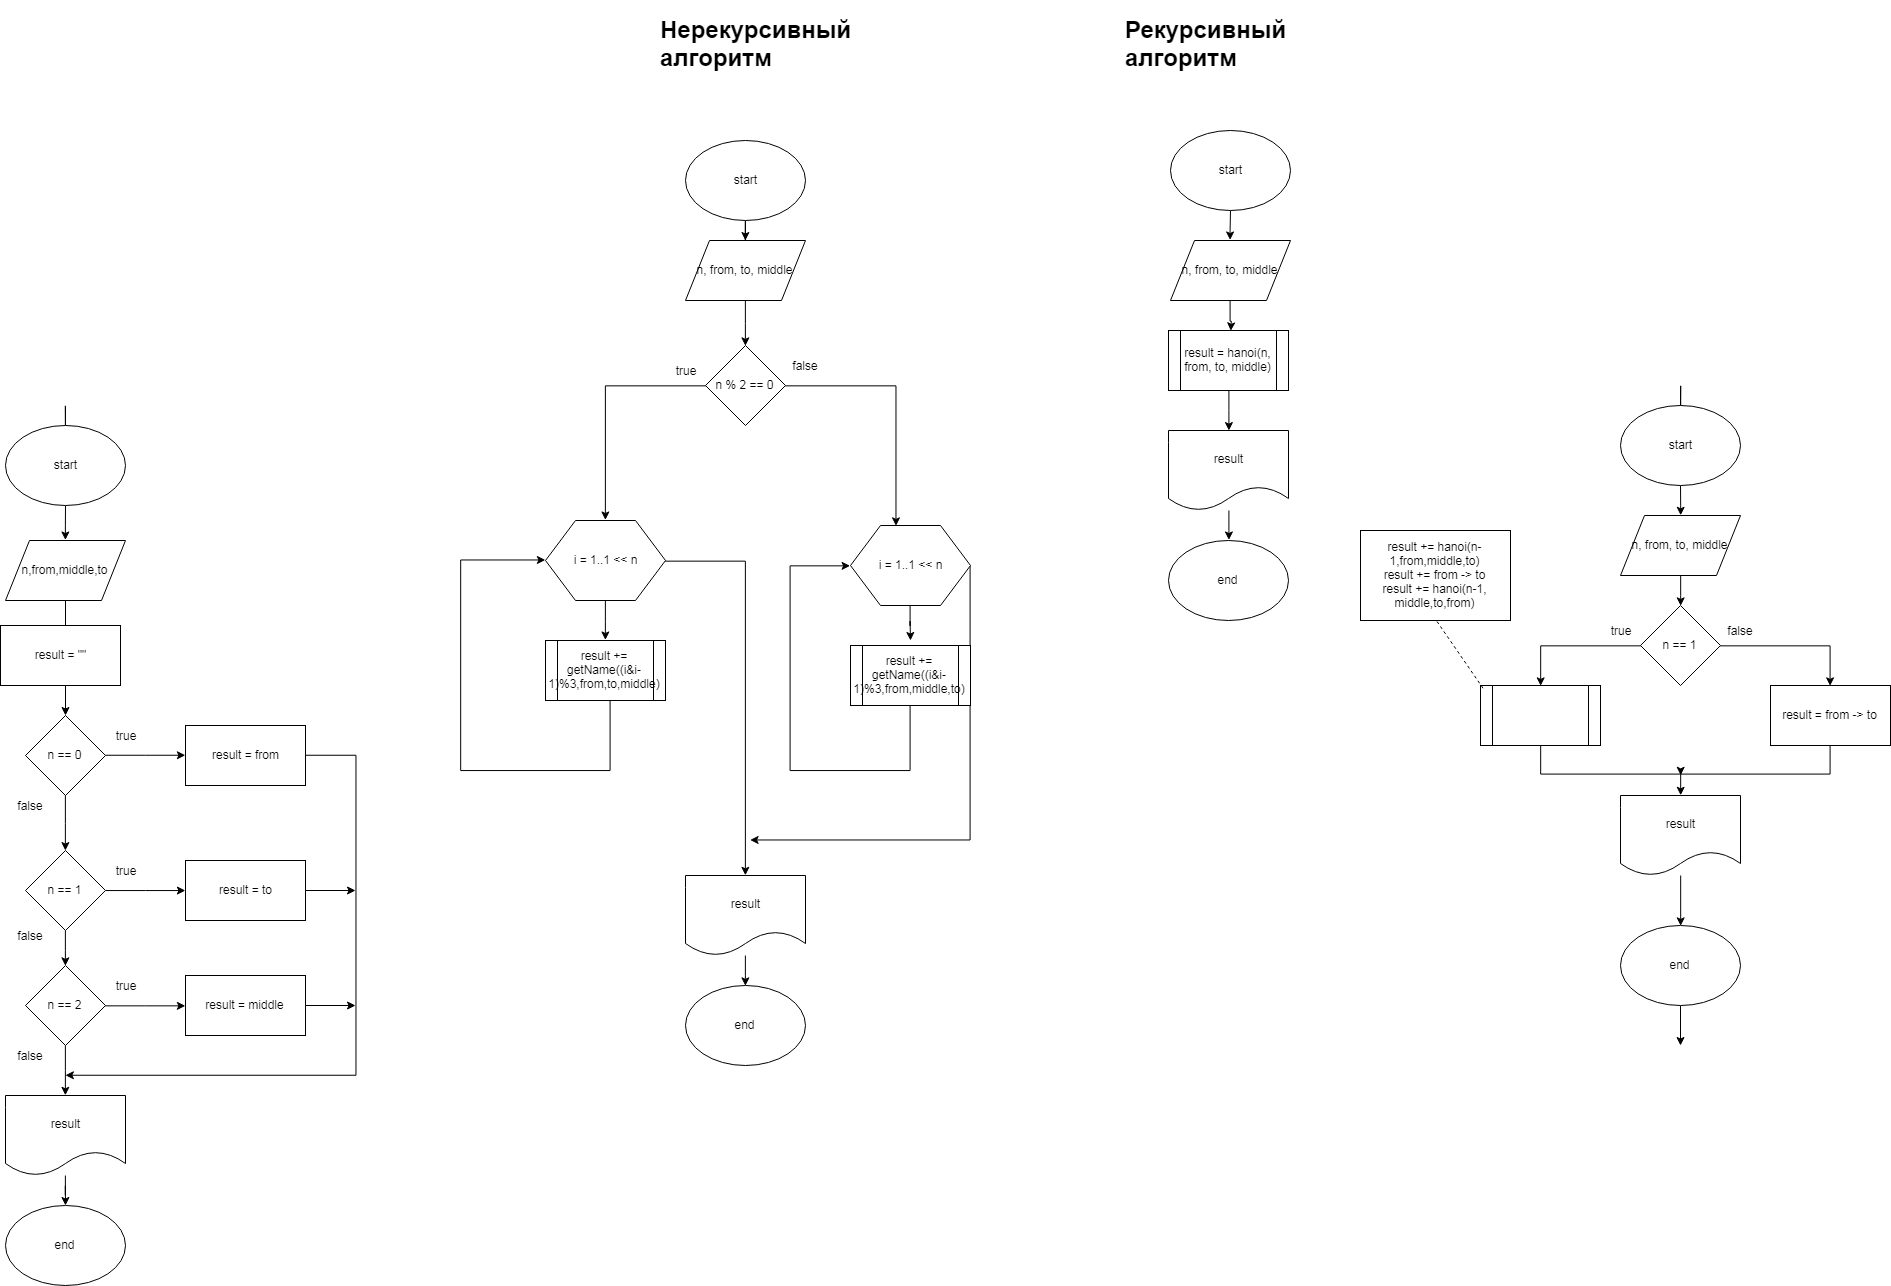 Нерекурсивный
алгоритм
Рекурсивный
алгоритм
start
n,from,middle,to
result = ""
n == 0
true
result = from
false
n == 1
true
result = to
false
n == 2
true
result = middle
false
result
end
start
n, from, to, middle
n % 2 == 0
true
false
i = 1..1 << n
result +=
getName((i&i-
1)%3,from,to,middle)
i = 1..1 << n
result +=
getName((i&i-
1)%3,from,middle,to)
result
end
start
n, from, to, middle
result = hanoi(n,
from, to, middle)
result
end
start
n, from, to, middle
n == 1
true
false
result += hanoi(n-
1,from,middle,to)
result += from -> to
result += hanoi(n-1,
middle,to,from)
result = from -> to
result
end